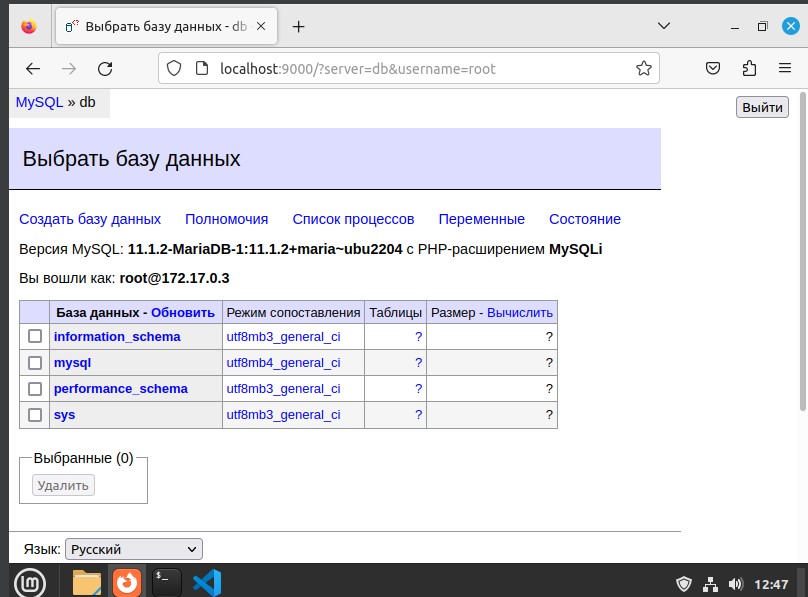 Выбрать базу данных - db
localhost:9000/?server=db&username=root
MySQL » db
Выйти
Выбрать базу данных
Создать базу данных Полномочия Список процессов Переменные Состояние
Версия MySQL: 11.1.2-MariaDB-1:11.1.2+maria~ubu2204 с PHP-расширением MySQLi
Вы вошли как: root@172.17.0.3
База данных - Обновить Режим сопоставления Таблицы Размер - Вычислить
information_schema utf8mb3_general_ci ? ?
mysql utf8mb4_general_ci ? ?
performance_schema utf8mb3_general_ci ? ?
sys utf8mb3_general_ci ? ?
Выбранные (0)
Удалить
Язык: Русский
12:47